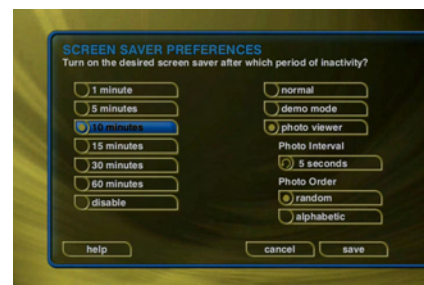 SCREEN SAVER PREFERENCES
Turn on the desired screen saver after which period of inactivity?
1 minute
5 minutes
10 minutes
15 minutes
30 minutes
60 minutes
disable
normal
demo mode
photo viewer
Photo Interval
5 seconds
Photo Order
random
alphabetic
help
cancel
save